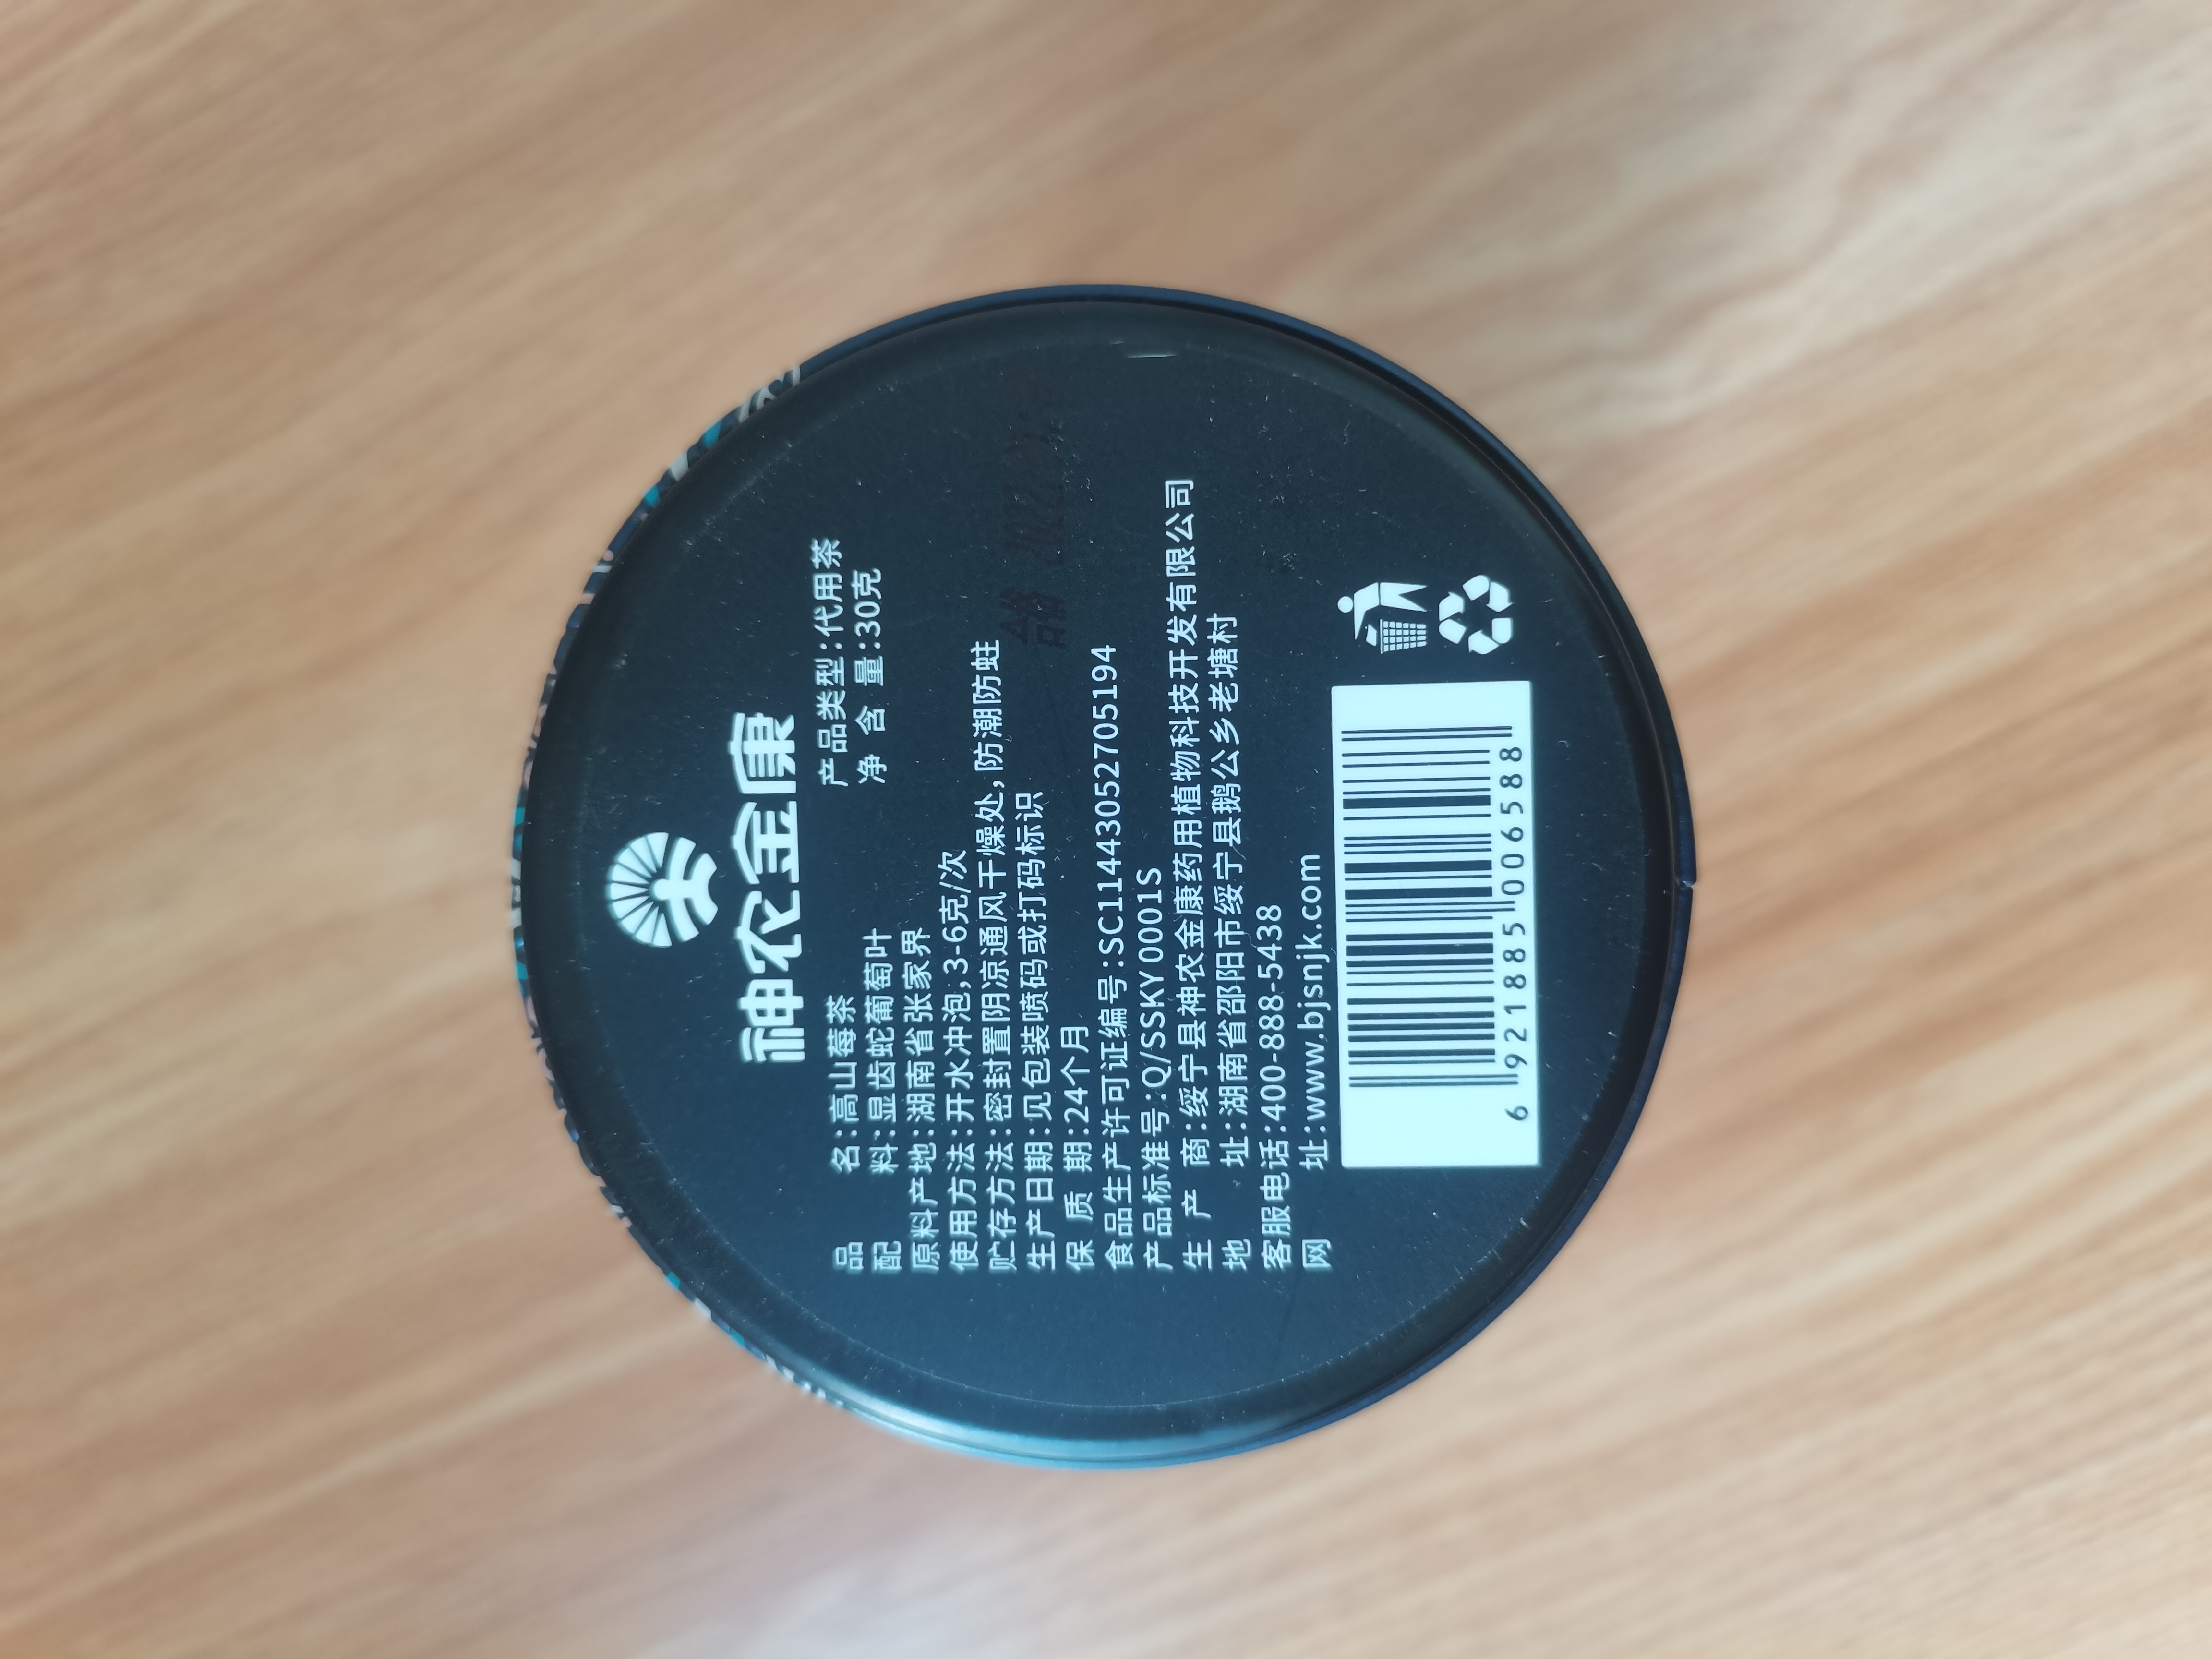 神农金康
品 名:高山莓茶 产品类型:代用茶
配 料:显齿蛇葡萄叶 净 含 量:30克
原料产地:湖南省张家界
使用方法:开水冲泡,3-6克/次
贮存方法:密封置阴凉通风干燥处,防潮防蛀
生产日期:见包装喷码或打码标识
保 质 期:24个月
食品生产许可证编号:SC11443052705194
产品标准号:Q/SSKY0001S
生 产 商:绥宁县神农金康药用植物科技开发有限公司
地 址:湖南省邵阳市绥宁县鹅公乡老塘村
客服电话:400-888-5438
网 址:www.bjsnjk.com
6 921885 006588